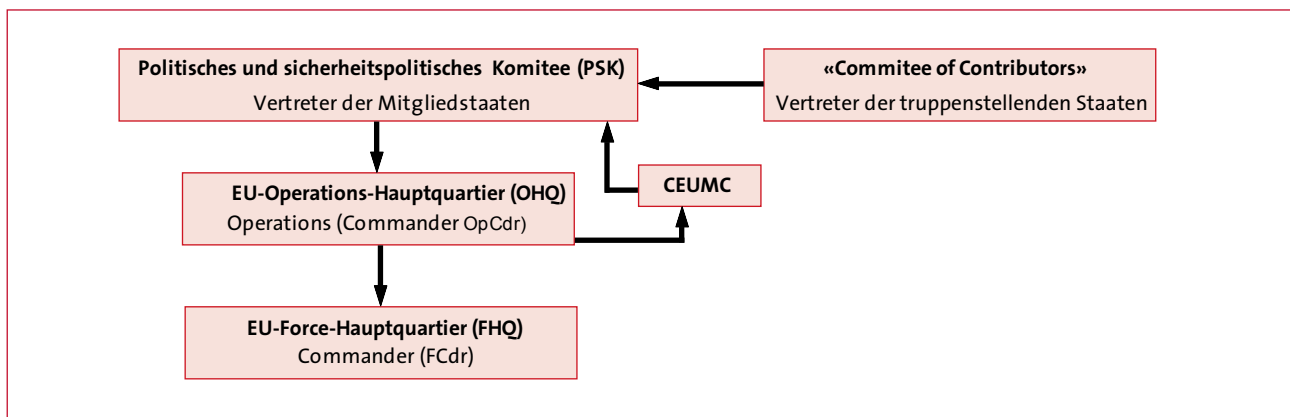 Politisches und sicherheitspolitisches Komitee (PSK)
Vertreter der Mitgliedstaaten
«Commitee of Contributors»
Vertreter der truppenstellenden Staaten
EU-Operations-Hauptquartier (OHQ)
Operations (Commander OpCdr)
CEUMC
EU-Force-Hauptquartier (FHQ)
Commander (FCdr)